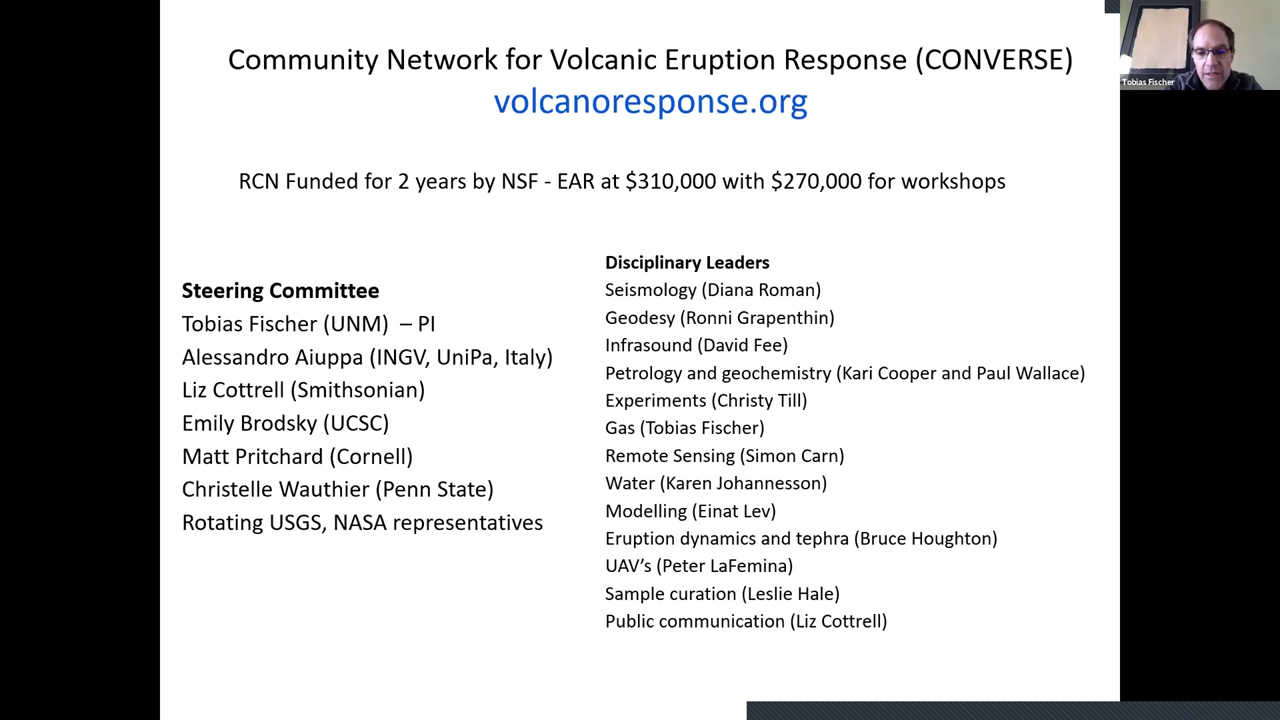 Community Network for Volcanic Eruption Response (CONVERSE)
volcanoresponse.org
RCN Funded for 2 years by NSF - EAR at $310,000 with $270,000 for workshops
Steering Committee
Tobias Fischer (UNM) – PI
Alessandro Aiuppa (INGV, UniPa, Italy)
Liz Cottrell (Smithsonian)
Emily Brodsky (UCSC)
Matt Pritchard (Cornell)
Christelle Wauthier (Penn State)
Rotating USGS, NASA representatives
Disciplinary Leaders
Seismology (Diana Roman)
Geodesy (Ronni Grapenthin)
Infrasound (David Fee)
Petrology and geochemistry (Kari Cooper and Paul Wallace)
Experiments (Christy Till)
Gas (Tobias Fischer)
Remote Sensing (Simon Carn)
Water (Karen Johannesson)
Modelling (Einat Lev)
Eruption dynamics and tephra (Bruce Houghton)
UAV’s (Peter LaFemina)
Sample curation (Leslie Hale)
Public communication (Liz Cottrell)
Tobias Fischer